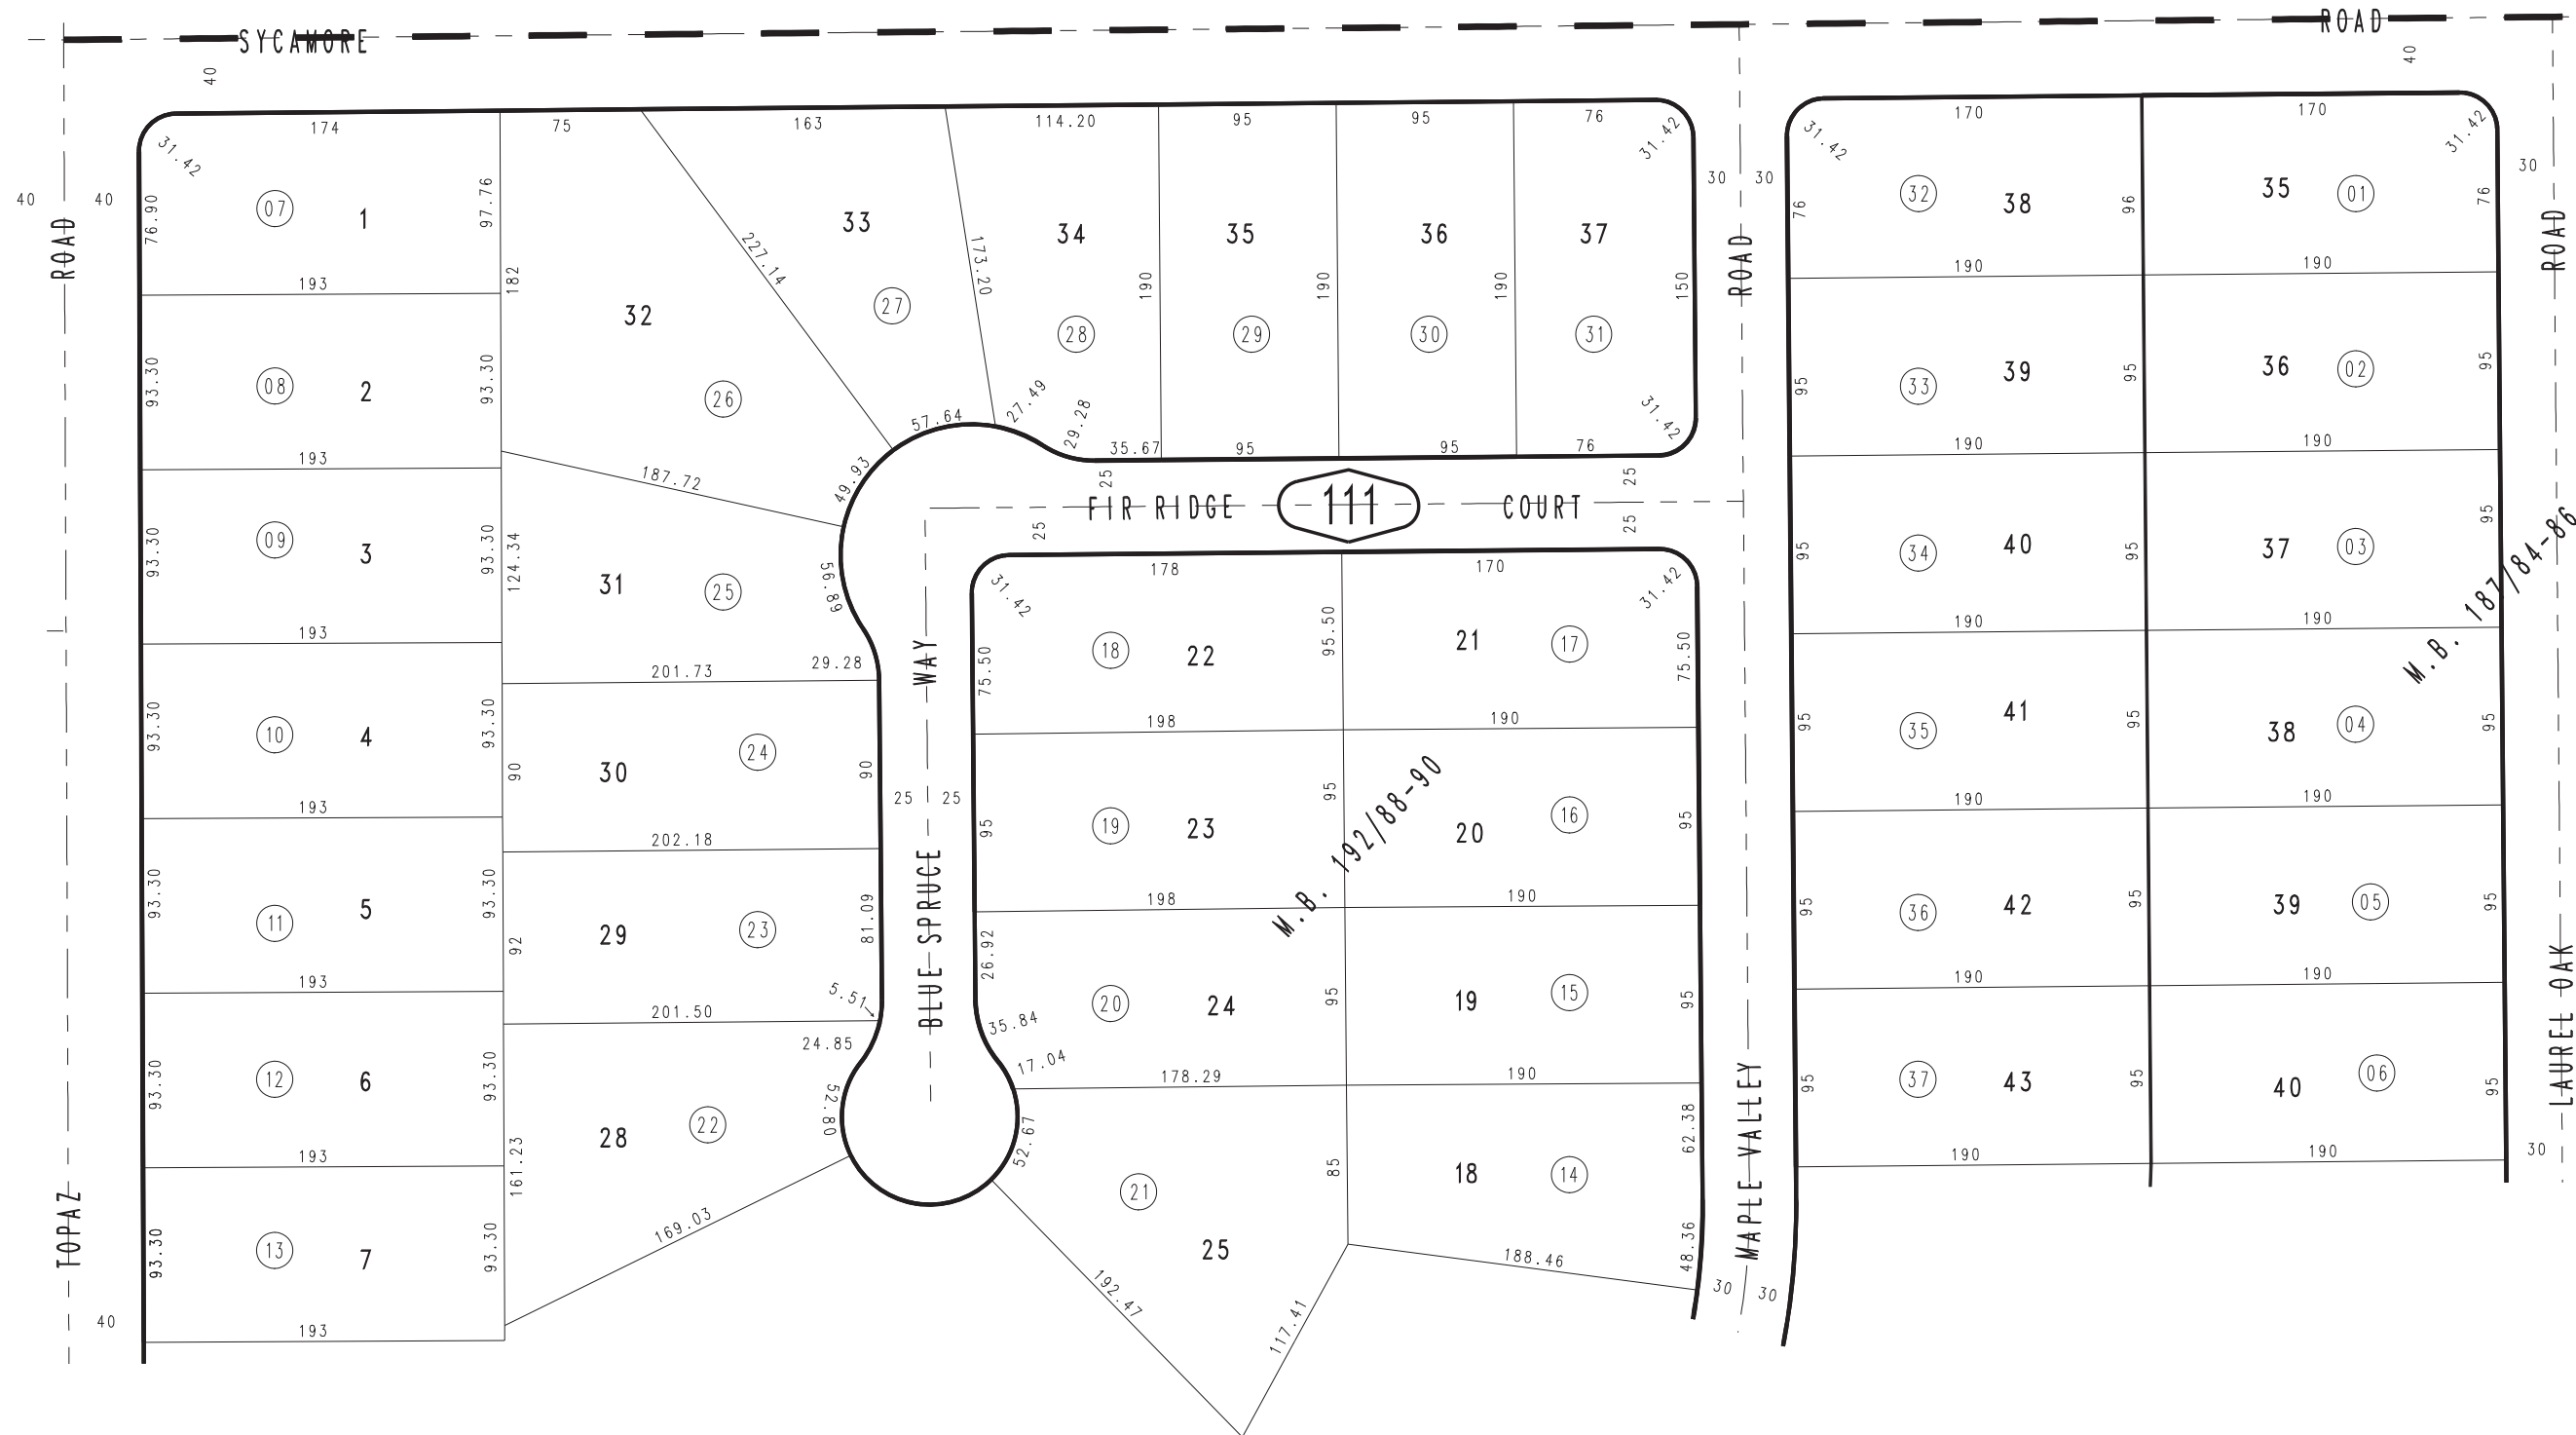 SYCAMORE ROAD
40 40
174 75 163 114.20 95 95 76 170 170
31.42 31.42 31.42 31.42
40 40 30 30 30
ROAD ROAD ROAD
76.90 07 1 97.76 182
193
32 26 227.14
33 27 173.20
34 28 190
35 29 190
36 30 190
37 31 150
76 32 38 96 35 01 76
190 190
93.30 08 2 93.30
193
187.72 49.93 57.64 27.49 29.28 35.67 95 95 76 31.42
95 33 39 95 36 02 95
190 190
25 25
FIR RIDGE 111 COURT
25 25
93.30 09 3 93.30 124.34
193
31 25 56.89
201.73 29.28
31.42 178 170 31.42
75.50 18 22 95.50 21 17 75.50
198 190
95 34 40 95 37 03 95
190 190
M.B. 187/84-86
93.30 10 4 93.30 90
193
30 24 90
202.18
25 25
BLUE SPRUCE WAY
95 19 23 95 20 16 95
198 190
M.B. 192/88-90
95 35 41 95 38 04 95
190 190
93.30 11 5 93.30 92
193
29 23 81.09
201.50 5.51
26.92 20 24 95 19 15 95
35.84
17.04 178.29 190
95 36 42 95 39 05 95
190 190
93.30 12 6 93.30 161.23
193
24.85
28 22 52.80
169.03
52.67 21 25 85 18 14 62.38
48.36
188.46
192.47 117.41
95 37 43 95 40 06 95
190 190
30
93.30 13 7 93.30
193
40
30 30
TOPAZ
MAPLE VALLEY
LAUREL OAK